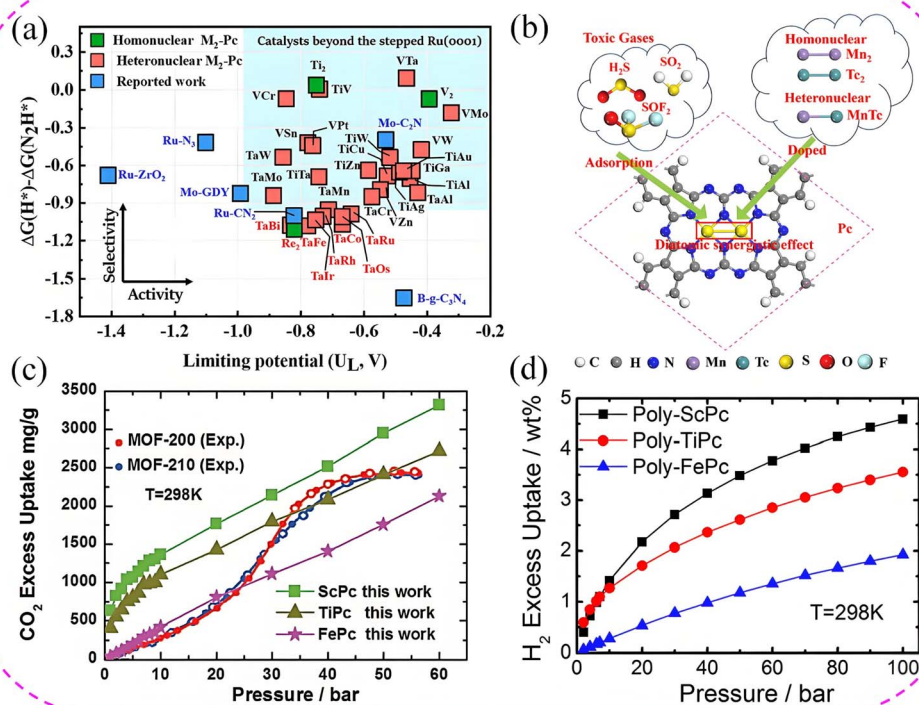 (a)
ΔG(H*)-ΔG(N2H*)
0.3
0.0
-0.3
-0.6
-0.9
-1.2
-1.5
-1.8
Homonuclear M2-Pc
Heteronuclear M2-Pc
Reported work
Catalysts beyond the stepped Ru(0001)
Ti2
VTa
TiV
V2
VCr
VMo
Mo-C2N
VSn
VPt
Ru-N3
TiW
VW
TiCu
TiAu
TaW
TiZn
TiGa
Ru-ZrO2
TiTa
TaMo
TaMn
TiAl
Mo-GDY
TaAl
TaCr
TiAg
Ru-CN2
VZn
TaBi
Re2
TaFe
TaCo
TaRu
TaRh
TaOs
TaIr
B-g-C3N4
Selectivity
Activity
-1.4
-1.2
-1.0
-0.8
-0.6
-0.4
-0.2
Limiting potential (UL, V)
(b)
Toxic Gases
H2S
SO2
SOF2
Homonuclear
Mn2
Tc2
Heteronuclear
MnTc
Adsorption
Doped
Pc
Diatomic synergistic effect
C
H
N
Mn
Tc
S
O
F
(c)
CO2 Excess Uptake mg/g
3500
3000
2500
2000
1500
1000
500
0
MOF-200 (Exp.)
MOF-210 (Exp.)
T=298K
ScPc this work
TiPc this work
FePc this work
0
10
20
30
40
50
60
Pressure / bar
(d)
H2 Excess Uptake / wt%
5
4
3
2
1
0
Poly-ScPc
Poly-TiPc
Poly-FePc
T=298K
0
20
40
60
80
100
Pressure / bar